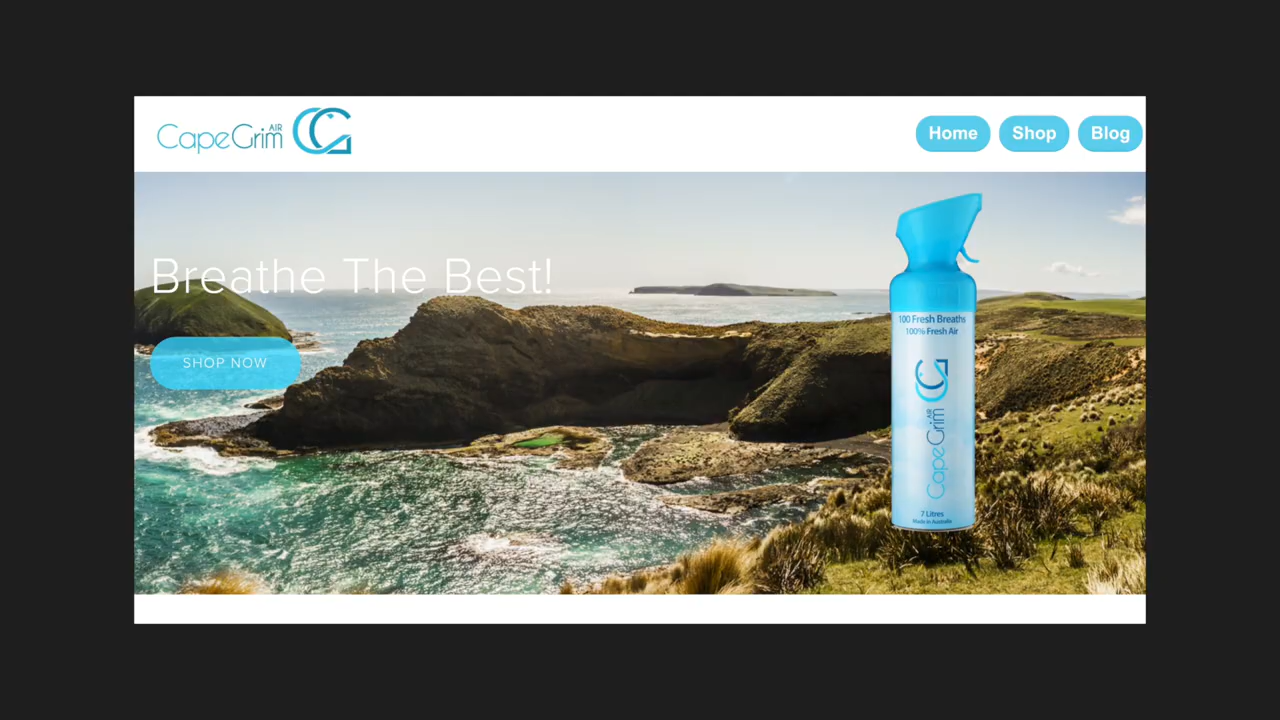 CapeGrim AIR
Home
Shop
Blog
Breathe The Best!
SHOP NOW
100 Fresh Breaths
100% Fresh Air
CapeGrim AIR
7 Litres
Made in Australia